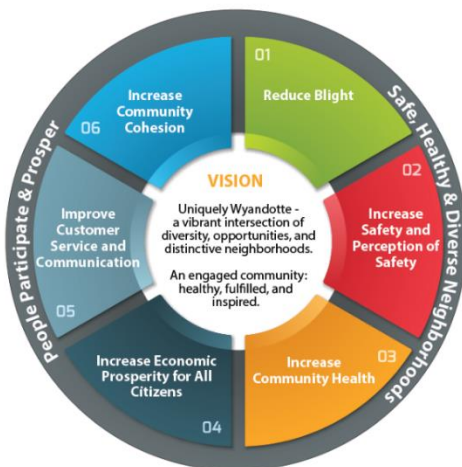 01
Reduce Blight
02
Increase
Safety and
Perception of
Safety
03
Increase
Community Health
04
Increase Economic
Prosperity for All
Citizens
05
Improve
Customer
Service and
Communication
06
Increase
Community
Cohesion
VISION
Uniquely Wyandotte -
a vibrant intersection of
diversity, opportunities, and
distinctive neighborhoods.
An engaged community:
healthy, fulfilled, and
inspired.
Safe, Healthy & Diverse Neighborhoods
People Participate & Prosper